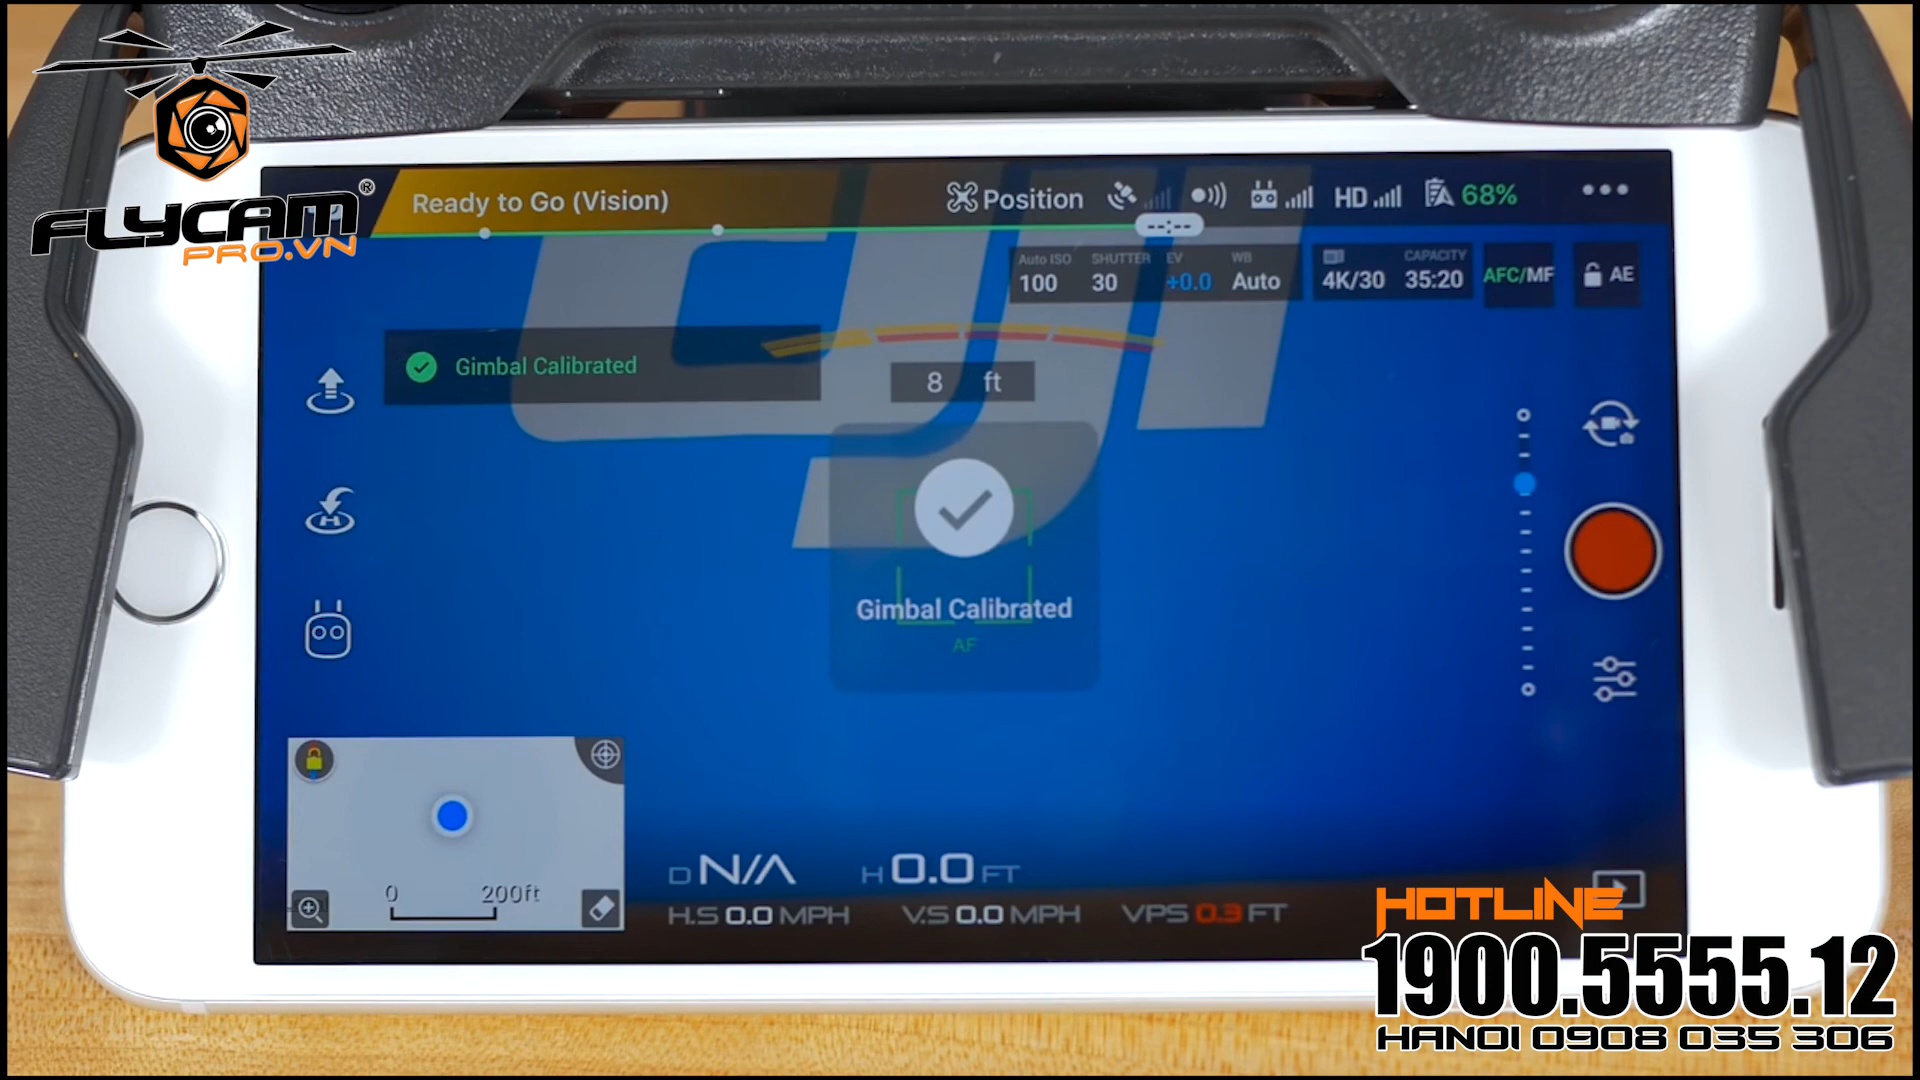 FLYCAM®
PRO.VN
Ready to Go (Vision)
Position
HD
68%
Auto ISO
100
SHUTTER
30
EV
+0.0
WB
Auto
4K/30
CAPACITY
35:20
AFC/MF
AE
Gimbal Calibrated
8 ft
Gimbal Calibrated
AF
0 200ft
D N/A
H 0.0 FT
H.S 0.0 MPH
V.S 0.0 MPH
VPS 0.3 FT
HOTLINE
1900.5555.12
HANOI 0908 035 306